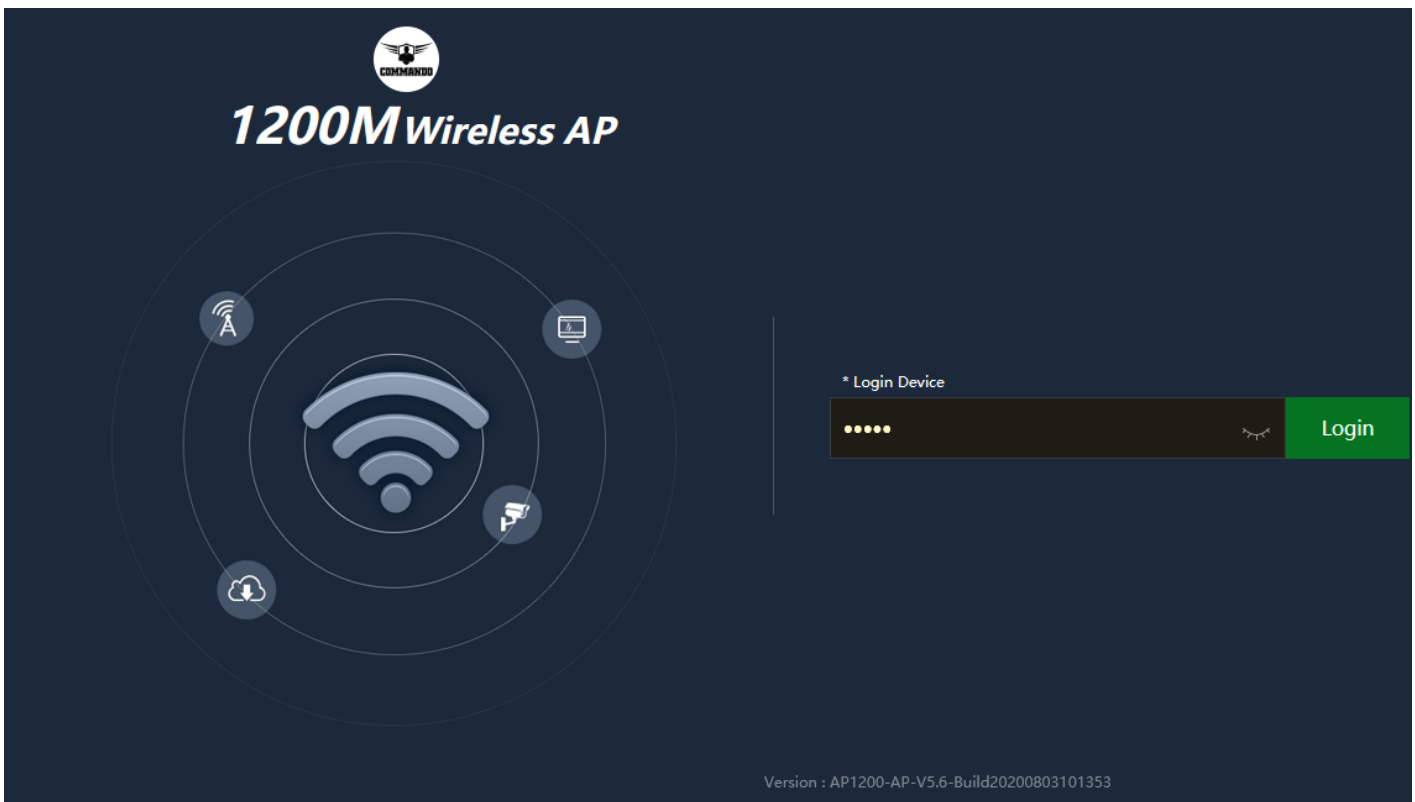 COMMANDO
1200M Wireless AP
* Login Device
•••••
Login
Version : AP1200-AP-V5.6-Build20200803101353